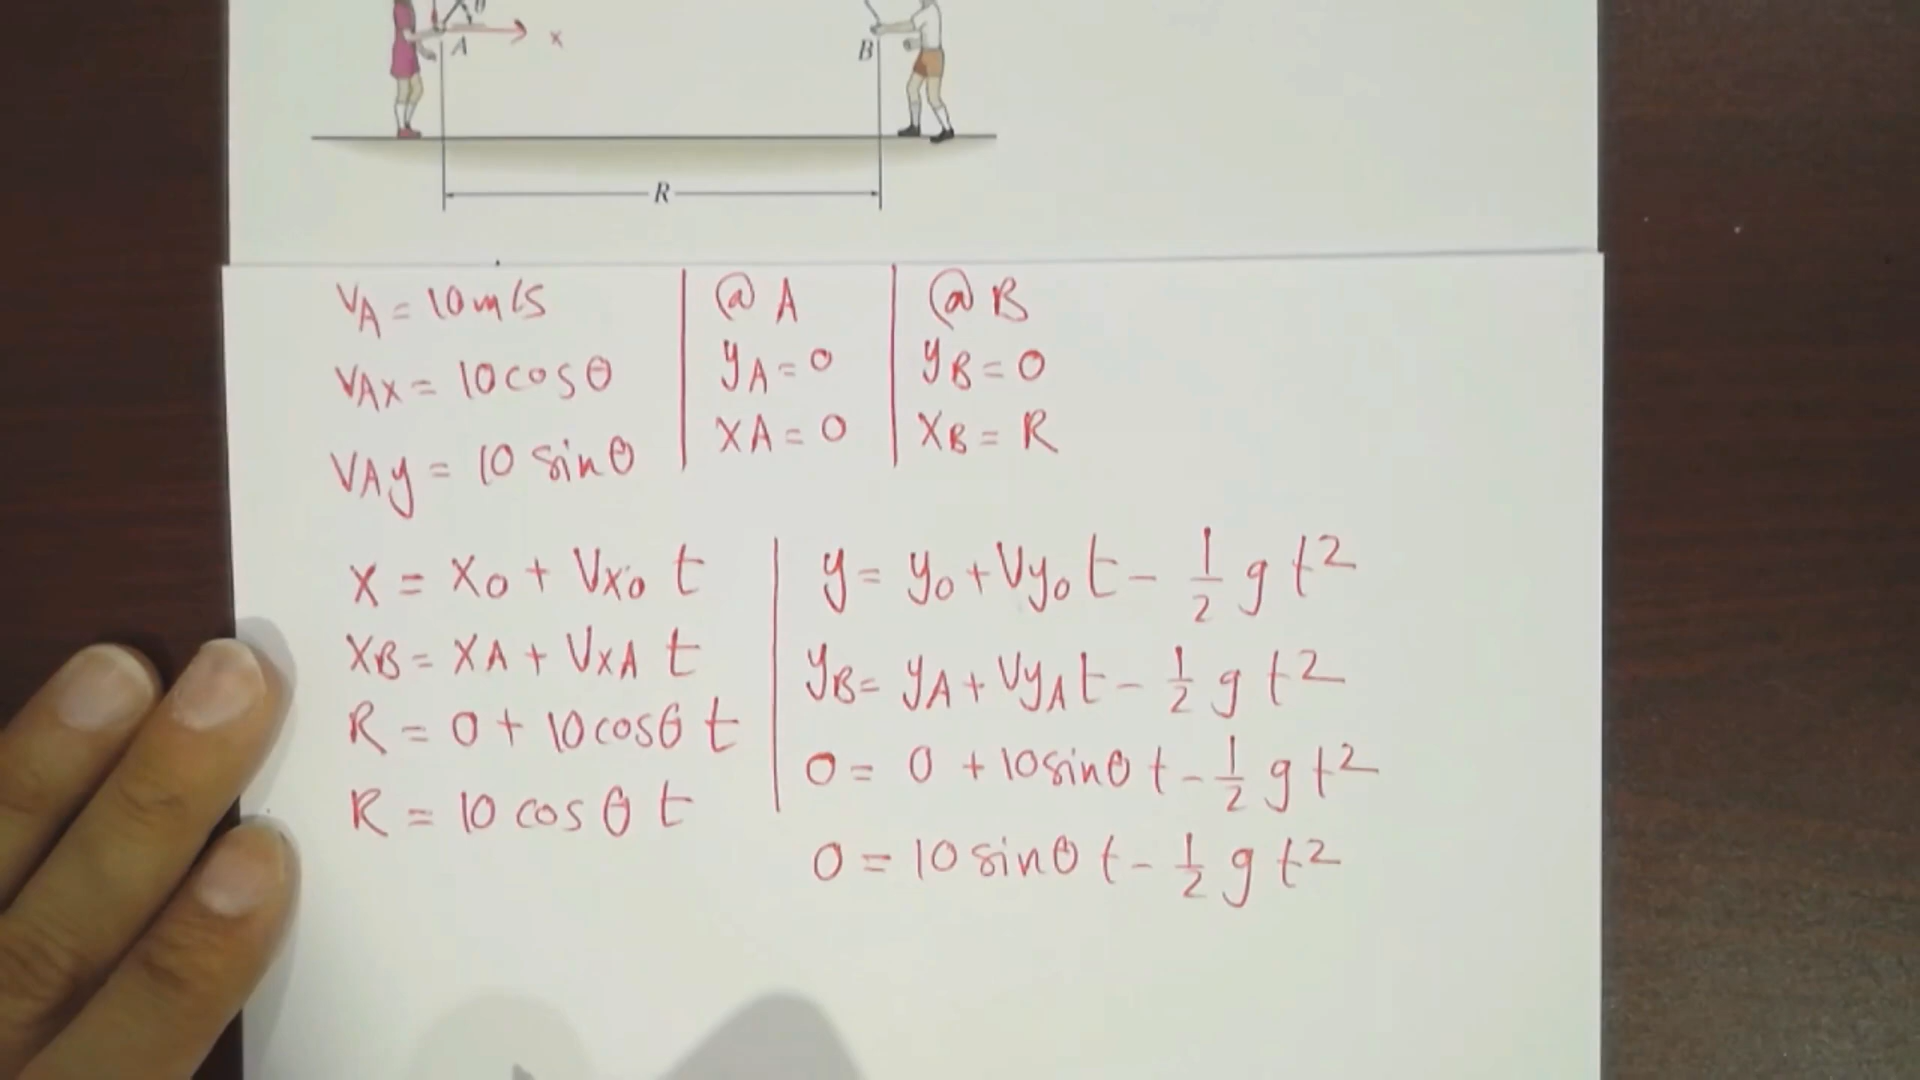 θ
A
x
B
R
VA = 10 m/s
VAx = 10 cos θ
VAy = 10 sin θ
@ A
yA = 0
xA = 0
@ B
yB = 0
xB = R
x = x0 + Vx0 t
xB = xA + VxA t
R = 0 + 10 cos θ t
R = 10 cos θ t
y = y0 + Vy0 t - 1/2 g t²
yB = yA + VyA t - 1/2 g t²
0 = 0 + 10 sin θ t - 1/2 g t²
0 = 10 sin θ t - 1/2 g t²